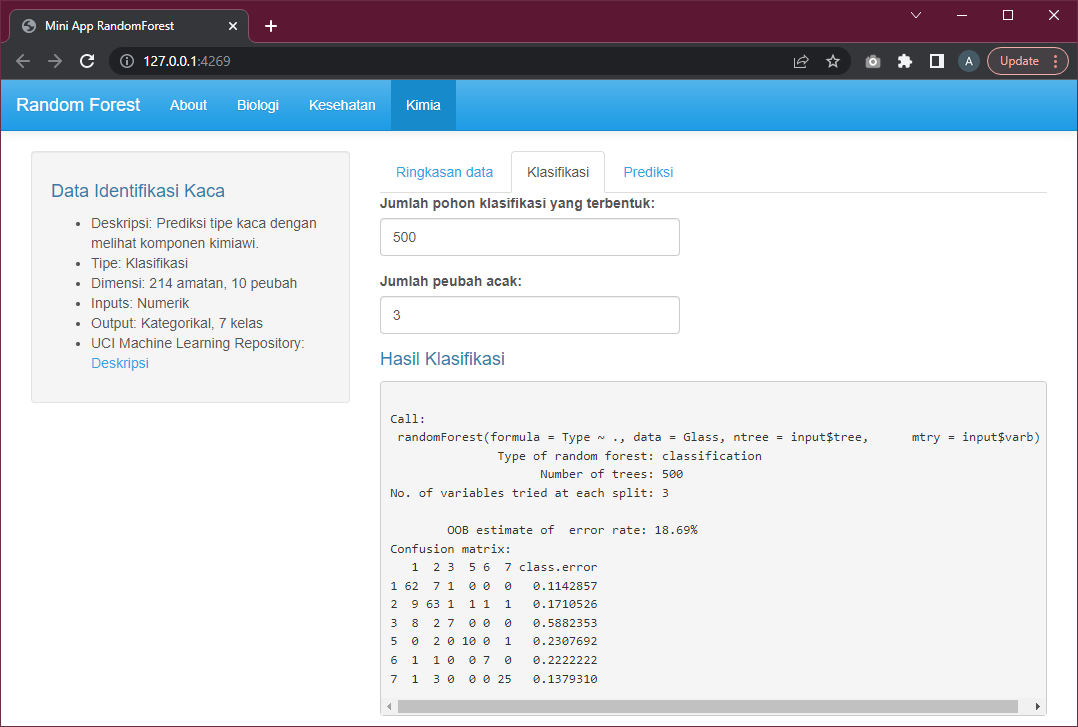 Mini App RandomForest
127.0.0.1:4269
A
Update
Random Forest About Biologi Kesehatan Kimia
Data Identifikasi Kaca
Deskripsi: Prediksi tipe kaca dengan
melihat komponen kimiawi.
Tipe: Klasifikasi
Dimensi: 214 amatan, 10 peubah
Inputs: Numerik
Output: Kategorikal, 7 kelas
UCI Machine Learning Repository:
Deskripsi
Ringkasan data Klasifikasi Prediksi
Jumlah pohon klasifikasi yang terbentuk:
500
Jumlah peubah acak:
3
Hasil Klasifikasi
Call:
randomForest(formula = Type ~ ., data = Glass, ntree = input$tree, mtry = input$varb)
Type of random forest: classification
Number of trees: 500
No. of variables tried at each split: 3
OOB estimate of error rate: 18.69%
Confusion matrix:
1 2 3 5 6 7 class.error
1 62 7 1 0 0 0 0.1142857
2 9 63 1 1 1 1 0.1710526
3 8 2 7 0 0 0 0.5882353
5 0 2 0 10 0 1 0.2307692
6 1 1 0 0 7 0 0.2222222
7 1 3 0 0 0 25 0.1379310